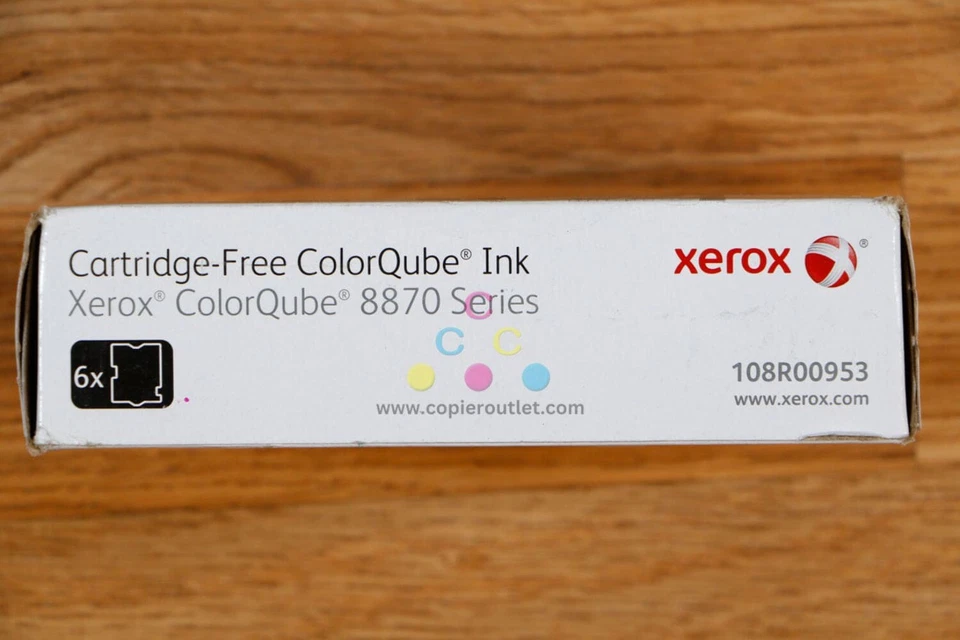 Cartridge-Free ColorQube® Ink
Xerox® ColorQube® 8870 Series
xerox ®
6x
C
C C
www.copieroutlet.com
108R00953
www.xerox.com